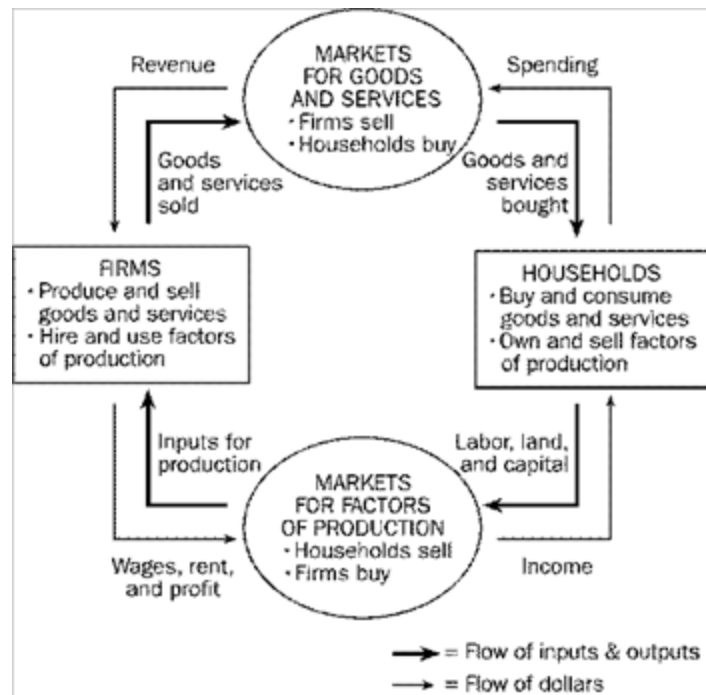 MARKETS
FOR GOODS
AND SERVICES
• Firms sell
• Households buy
Revenue
Spending
Goods
and services
sold
Goods and
services
bought
FIRMS
• Produce and sell
goods and services
• Hire and use factors
of production
HOUSEHOLDS
• Buy and consume
goods and services
• Own and sell factors
of production
Inputs for
production
Labor, land,
and capital
MARKETS
FOR FACTORS
OF PRODUCTION
• Households sell
• Firms buy
Wages, rent,
and profit
Income
= Flow of inputs & outputs
= Flow of dollars